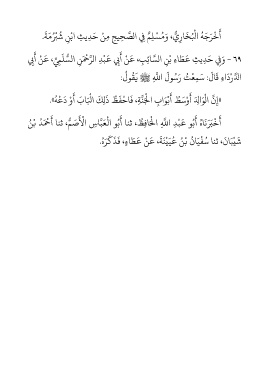 أَخْرَجَهُ الْبُخَارِيُّ، وَمُسْلِمٌ فِي الصَّحِيحِ مِنْ حَدِيثِ ابْنِ شُبْرُمَةَ.
٦٩ - وَفِي حَدِيثِ عَطَاءِ بْنِ السَّائِبِ، عَنْ أَبِي عَبْدِ الرَّحْمَنِ السُّلَمِيِّ، عَنْ أَبِي
الدَّرْدَاءِ قَالَ: سَمِعْتُ رَسُولَ اللَّهِ ﷺ يَقُولُ:
«إِنَّ الْوَالِدَ أَوْسَطُ أَبْوَابِ الْجَنَّةِ، فَاحْفَظْ ذَلِكَ الْبَابَ أَوْ دَعْهُ».
أَخْبَرَنَاهُ أَبُو عَبْدِ اللَّهِ الْحَافِظُ، ثنا أَبُو الْعَبَّاسِ الْأَصَمُّ، ثنا أَحْمَدُ بْنُ
شَيْبَانَ، ثنا سُفْيَانُ بْنُ عُيَيْنَةَ، عَنْ عَطَاءٍ، فَذَكَرَهُ.